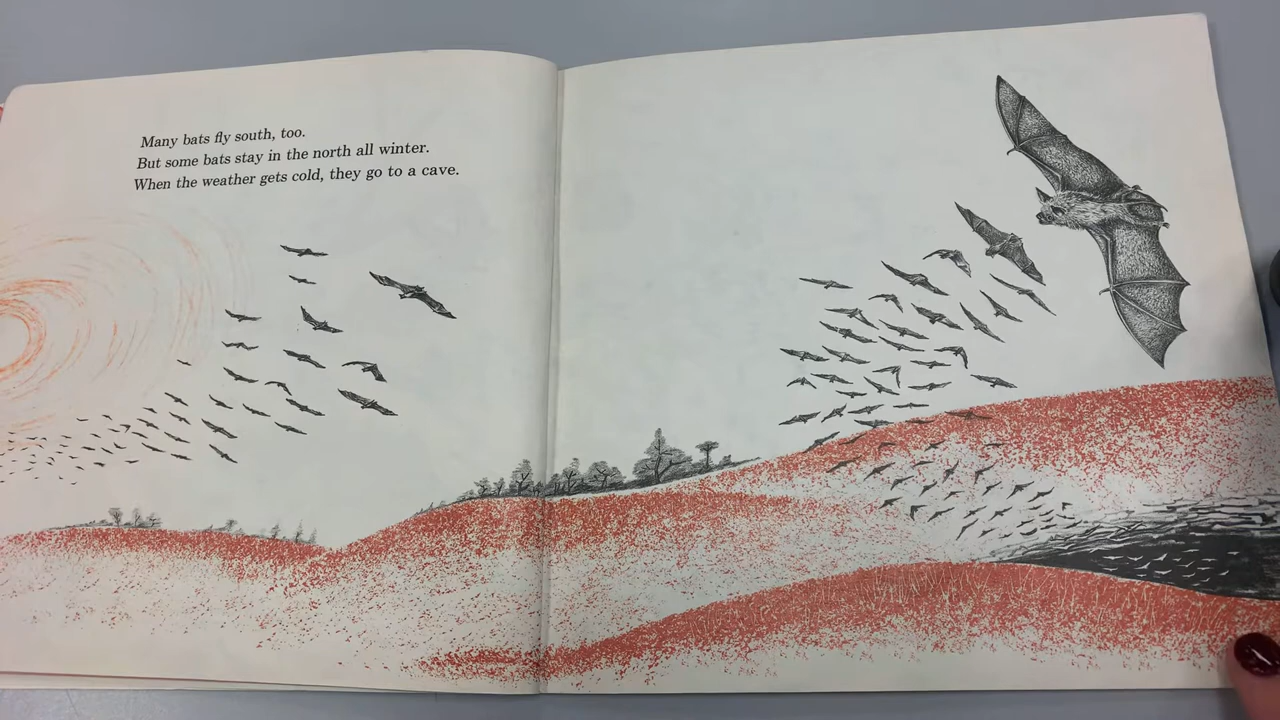 Many bats fly south, too.
But some bats stay in the north all winter.
When the weather gets cold, they go to a cave.